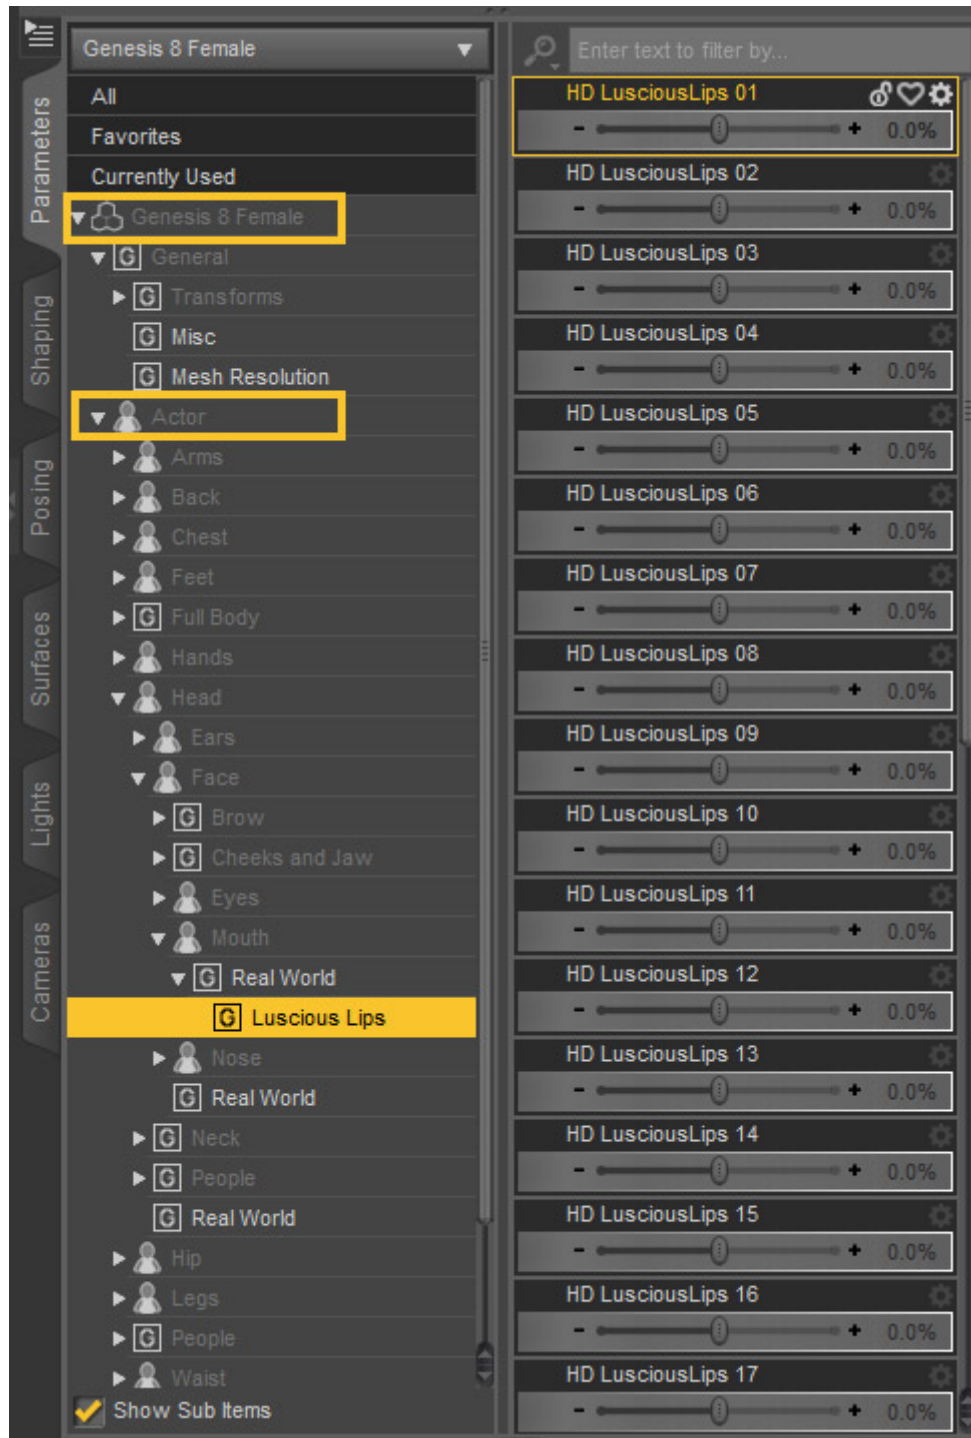 Parameters
Shaping
Posing
Surfaces
Lights
Cameras
Genesis 8 Female
All
Favorites
Currently Used
Genesis 8 Female
G General
G Transforms
G Misc
G Mesh Resolution
Actor
Arms
Back
Chest
Feet
G Full Body
Hands
Head
Ears
Face
G Brow
G Cheeks and Jaw
Eyes
Mouth
G Real World
G Luscious Lips
Nose
G Real World
G Neck
G People
G Real World
Hip
Legs
G People
Waist
Show Sub Items
Enter text to filter by...
HD LusciousLips 01
- + 0.0%
HD LusciousLips 02
- + 0.0%
HD LusciousLips 03
- + 0.0%
HD LusciousLips 04
- + 0.0%
HD LusciousLips 05
- + 0.0%
HD LusciousLips 06
- + 0.0%
HD LusciousLips 07
- + 0.0%
HD LusciousLips 08
- + 0.0%
HD LusciousLips 09
- + 0.0%
HD LusciousLips 10
- + 0.0%
HD LusciousLips 11
- + 0.0%
HD LusciousLips 12
- + 0.0%
HD LusciousLips 13
- + 0.0%
HD LusciousLips 14
- + 0.0%
HD LusciousLips 15
- + 0.0%
HD LusciousLips 16
- + 0.0%
HD LusciousLips 17
- + 0.0%